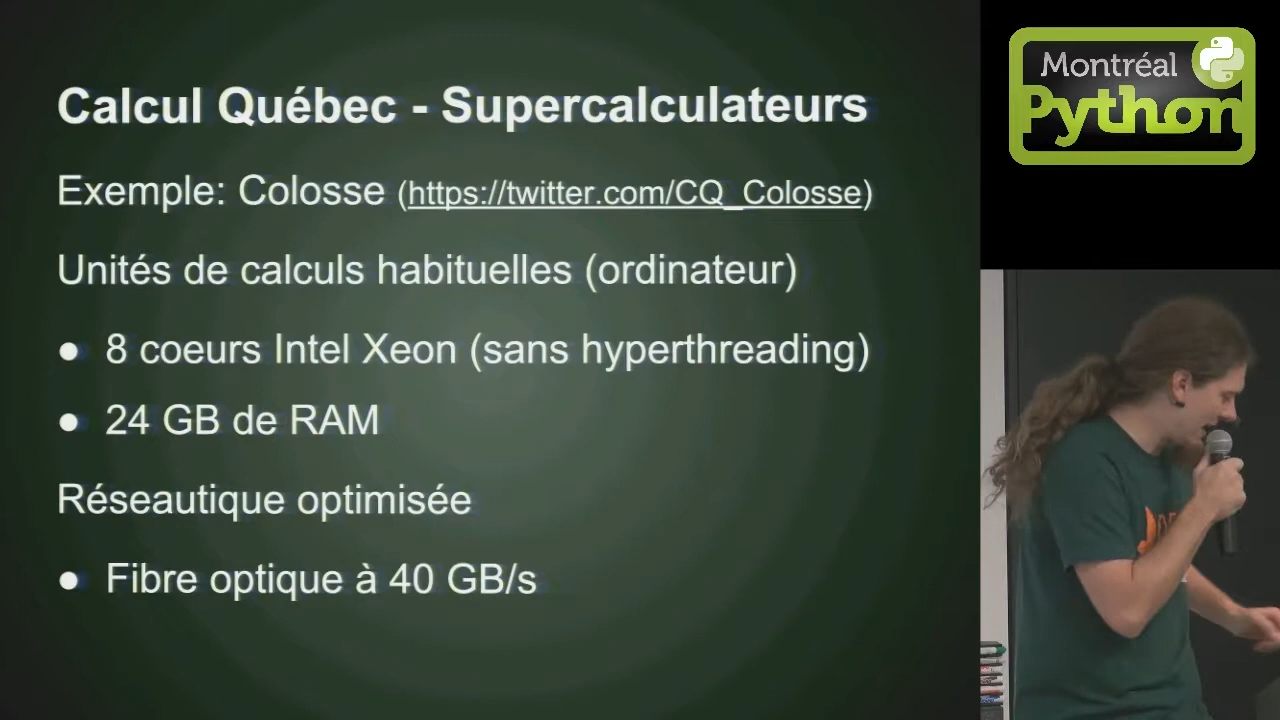 Calcul Québec - Supercalculateurs
Exemple: Colosse (https://twitter.com/CQ_Colosse)
Unités de calculs habituelles (ordinateur)
● 8 coeurs Intel Xeon (sans hyperthreading)
● 24 GB de RAM
Réseautique optimisée
● Fibre optique à 40 GB/s
Montréal
Python